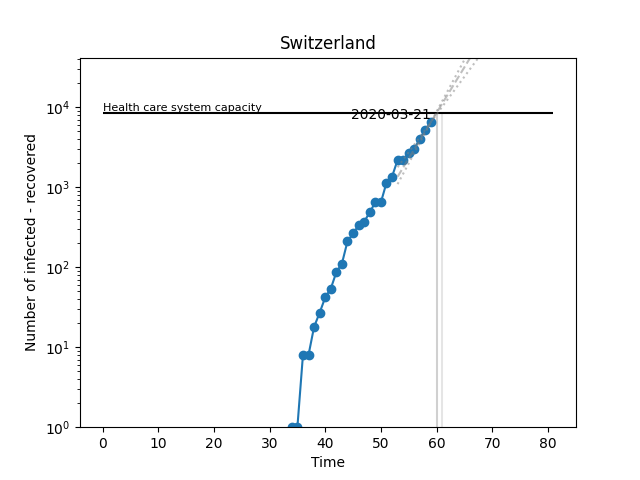 Switzerland
Number of infected - recovered
10^4
10^3
10^2
10^1
10^0
Health care system capacity
2020-03-21
0 10 20 30 40 50 60 70 80
Time